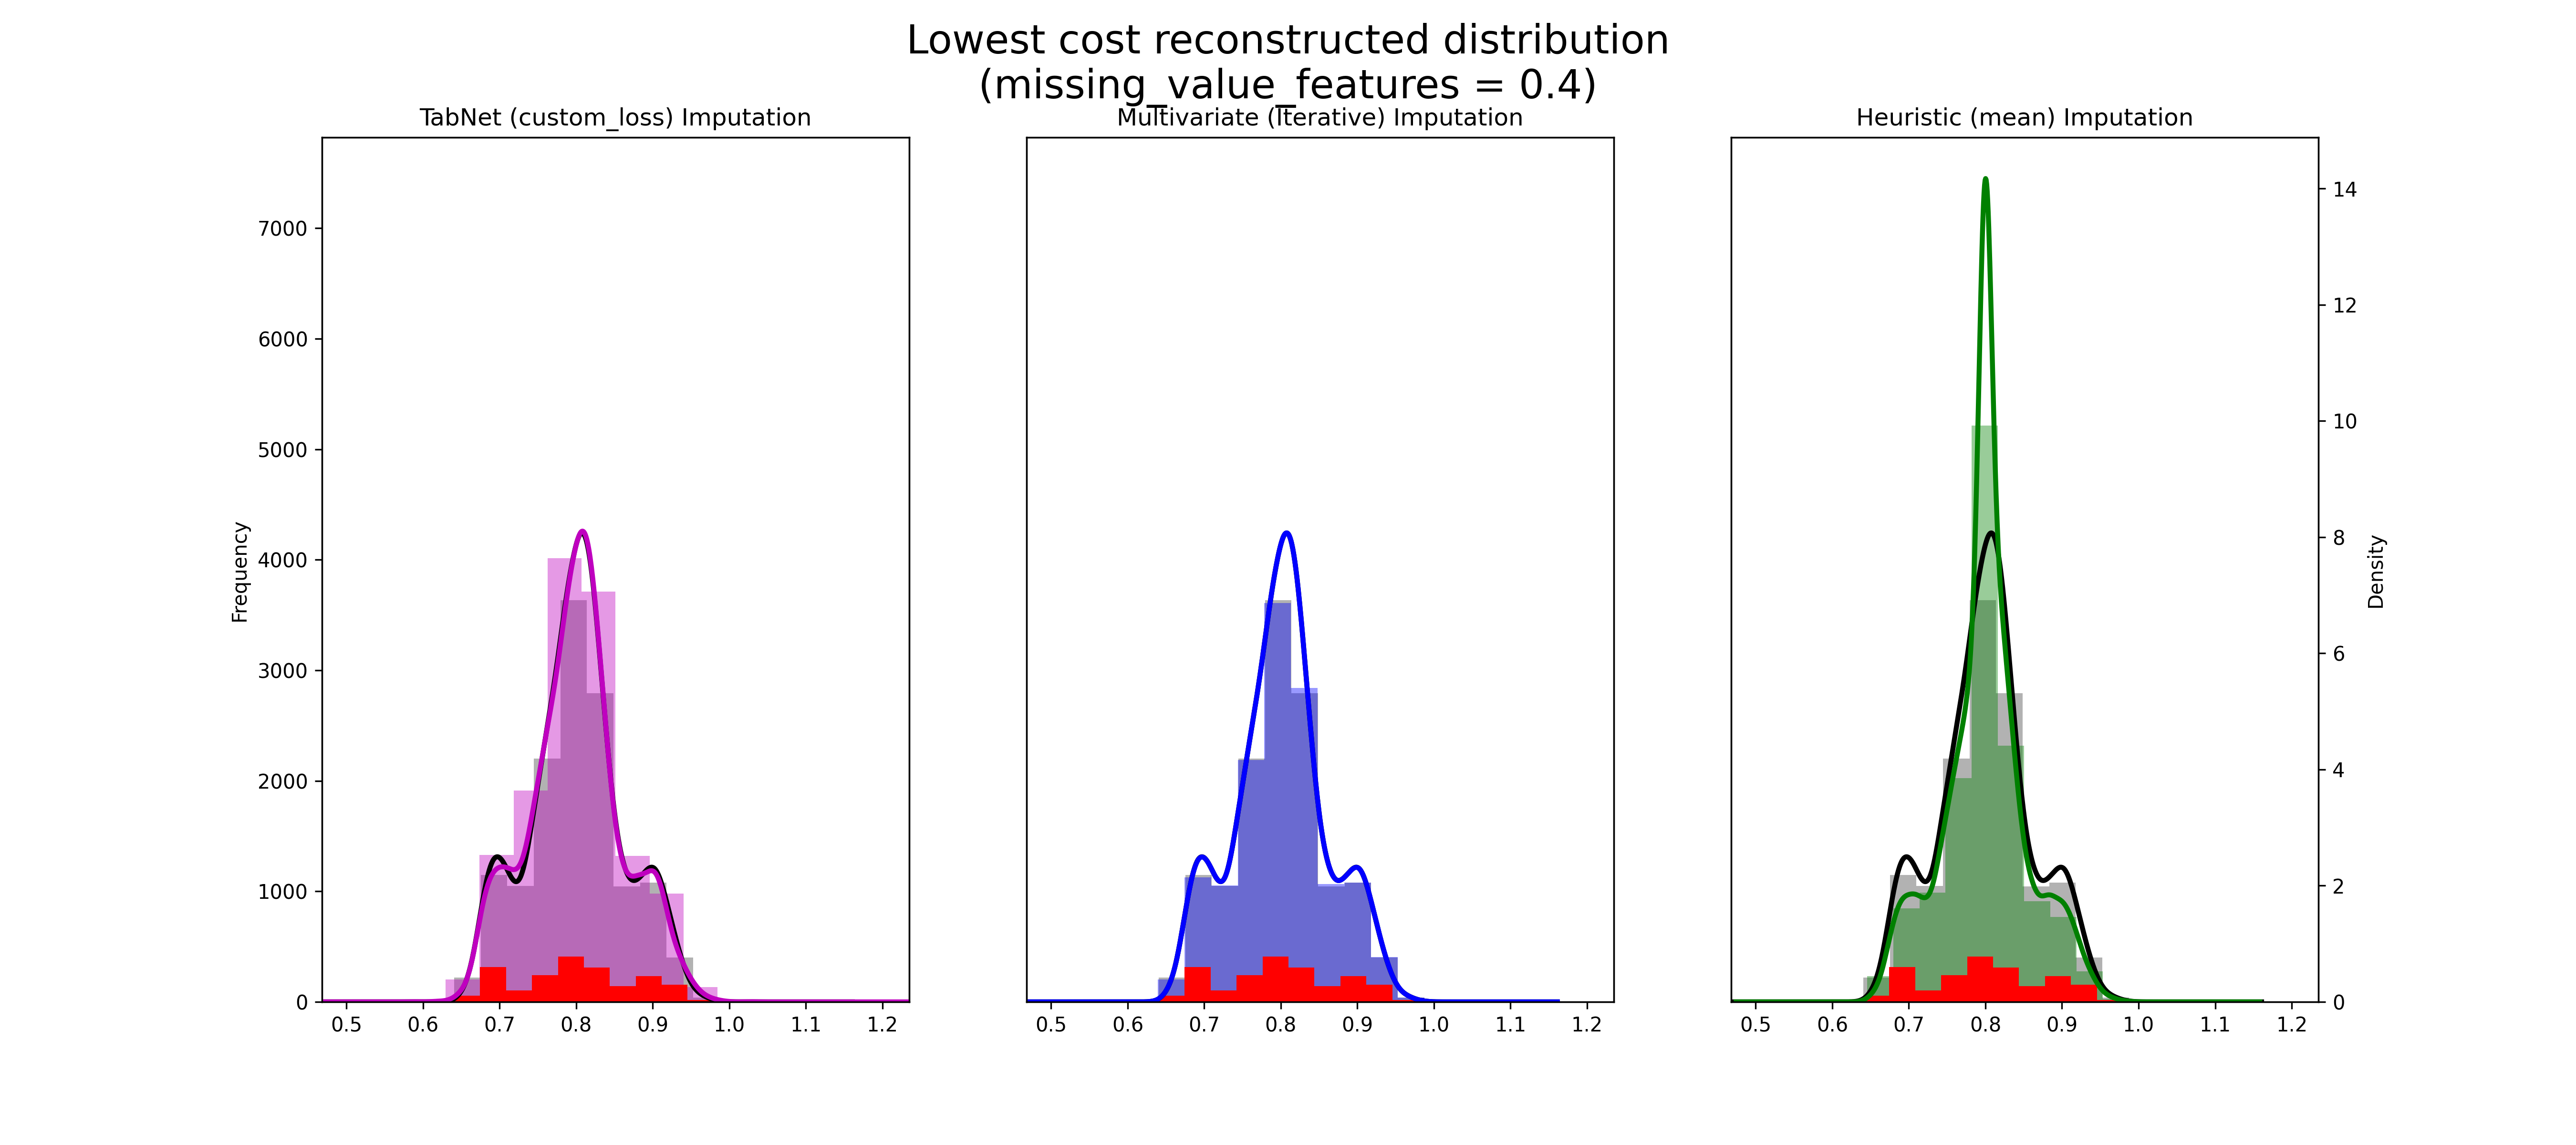 Lowest cost reconstructed distribution
(missing_value_features = 0.4)
TabNet (custom_loss) Imputation
Multivariate (Iterative) Imputation
Heuristic (mean) Imputation
Frequency
7000
6000
5000
4000
3000
2000
1000
0
0.5 0.6 0.7 0.8 0.9 1.0 1.1 1.2
0.5 0.6 0.7 0.8 0.9 1.0 1.1 1.2
0.5 0.6 0.7 0.8 0.9 1.0 1.1 1.2
14
12
10
8
6
4
2
0
Density